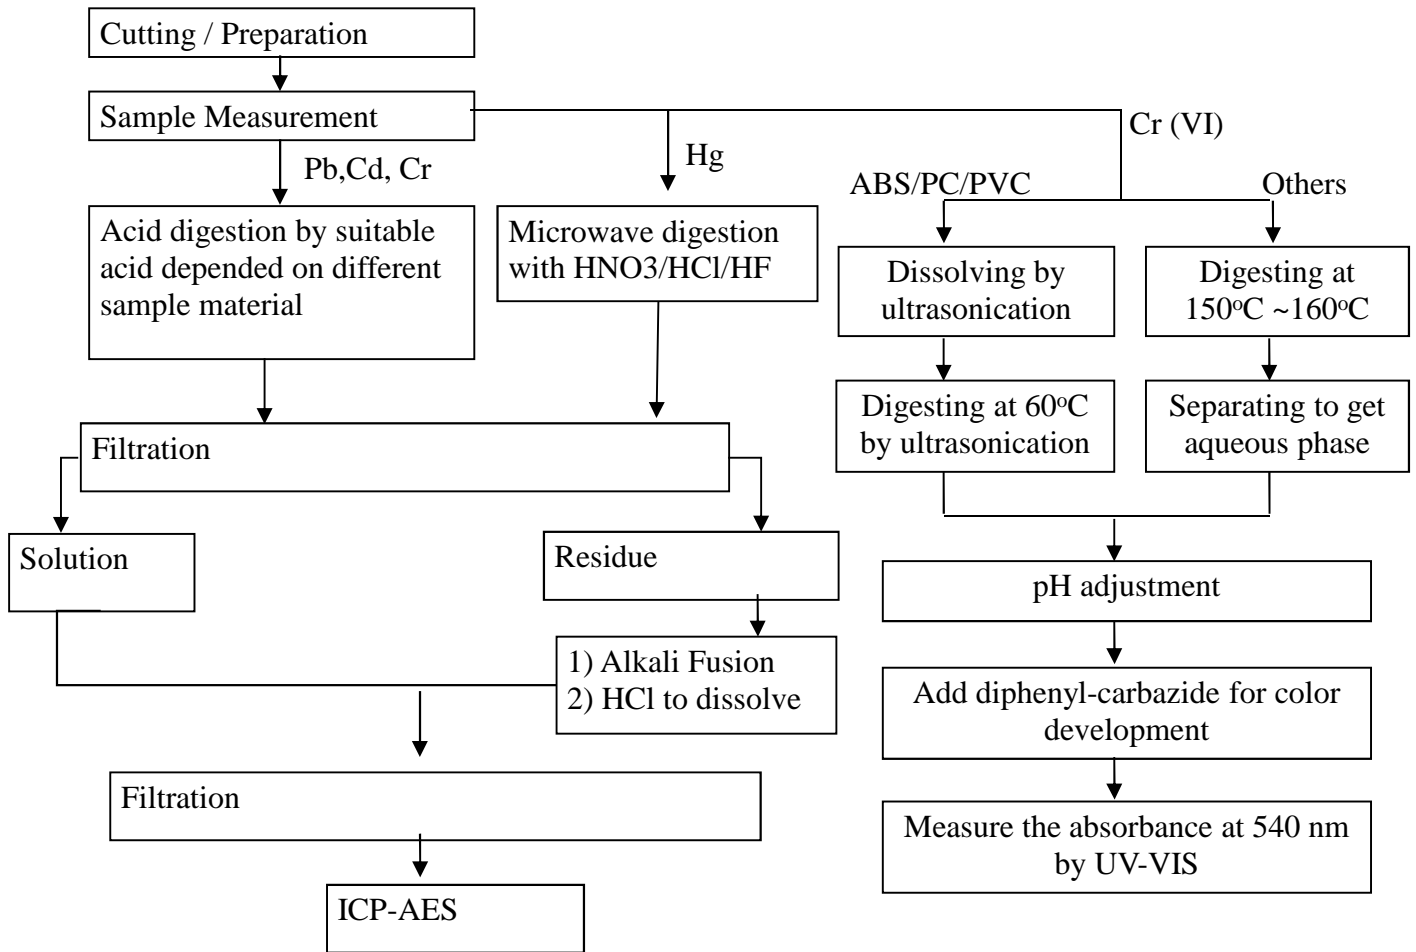 Cutting / Preparation
Sample Measurement
Pb,Cd, Cr
Hg
Cr (VI)
ABS/PC/PVC
Others
Acid digestion by suitable
acid depended on different
sample material
Microwave digestion
with HNO3/HCl/HF
Dissolving by
ultrasonication
Digesting at
150°C ~160°C
Digesting at 60°C
by ultrasonication
Separating to get
aqueous phase
Filtration
Solution
Residue
1) Alkali Fusion
2) HCl to dissolve
pH adjustment
Add diphenyl-carbazide for color
development
Filtration
Measure the absorbance at 540 nm
by UV-VIS
ICP-AES